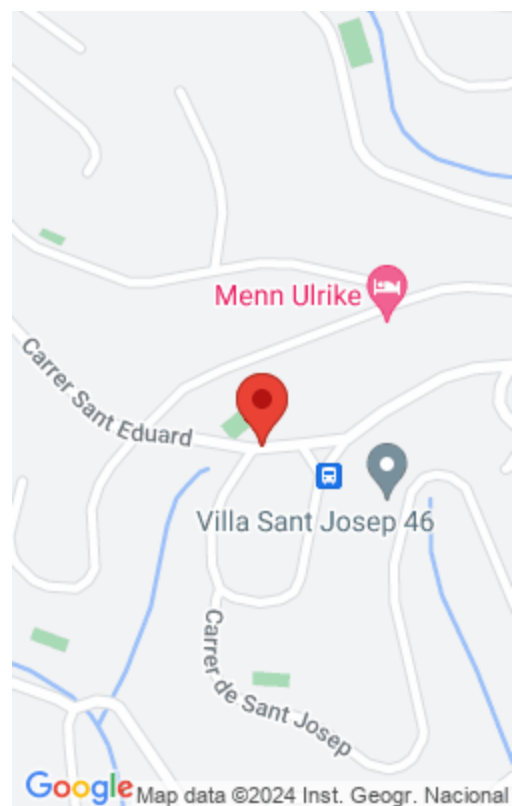 Menn Ulrike
Carrer Sant Eduard
Villa Sant Josep 46
Carrer de Sant Josep
Google
Map data ©2024 Inst. Geogr. Nacional